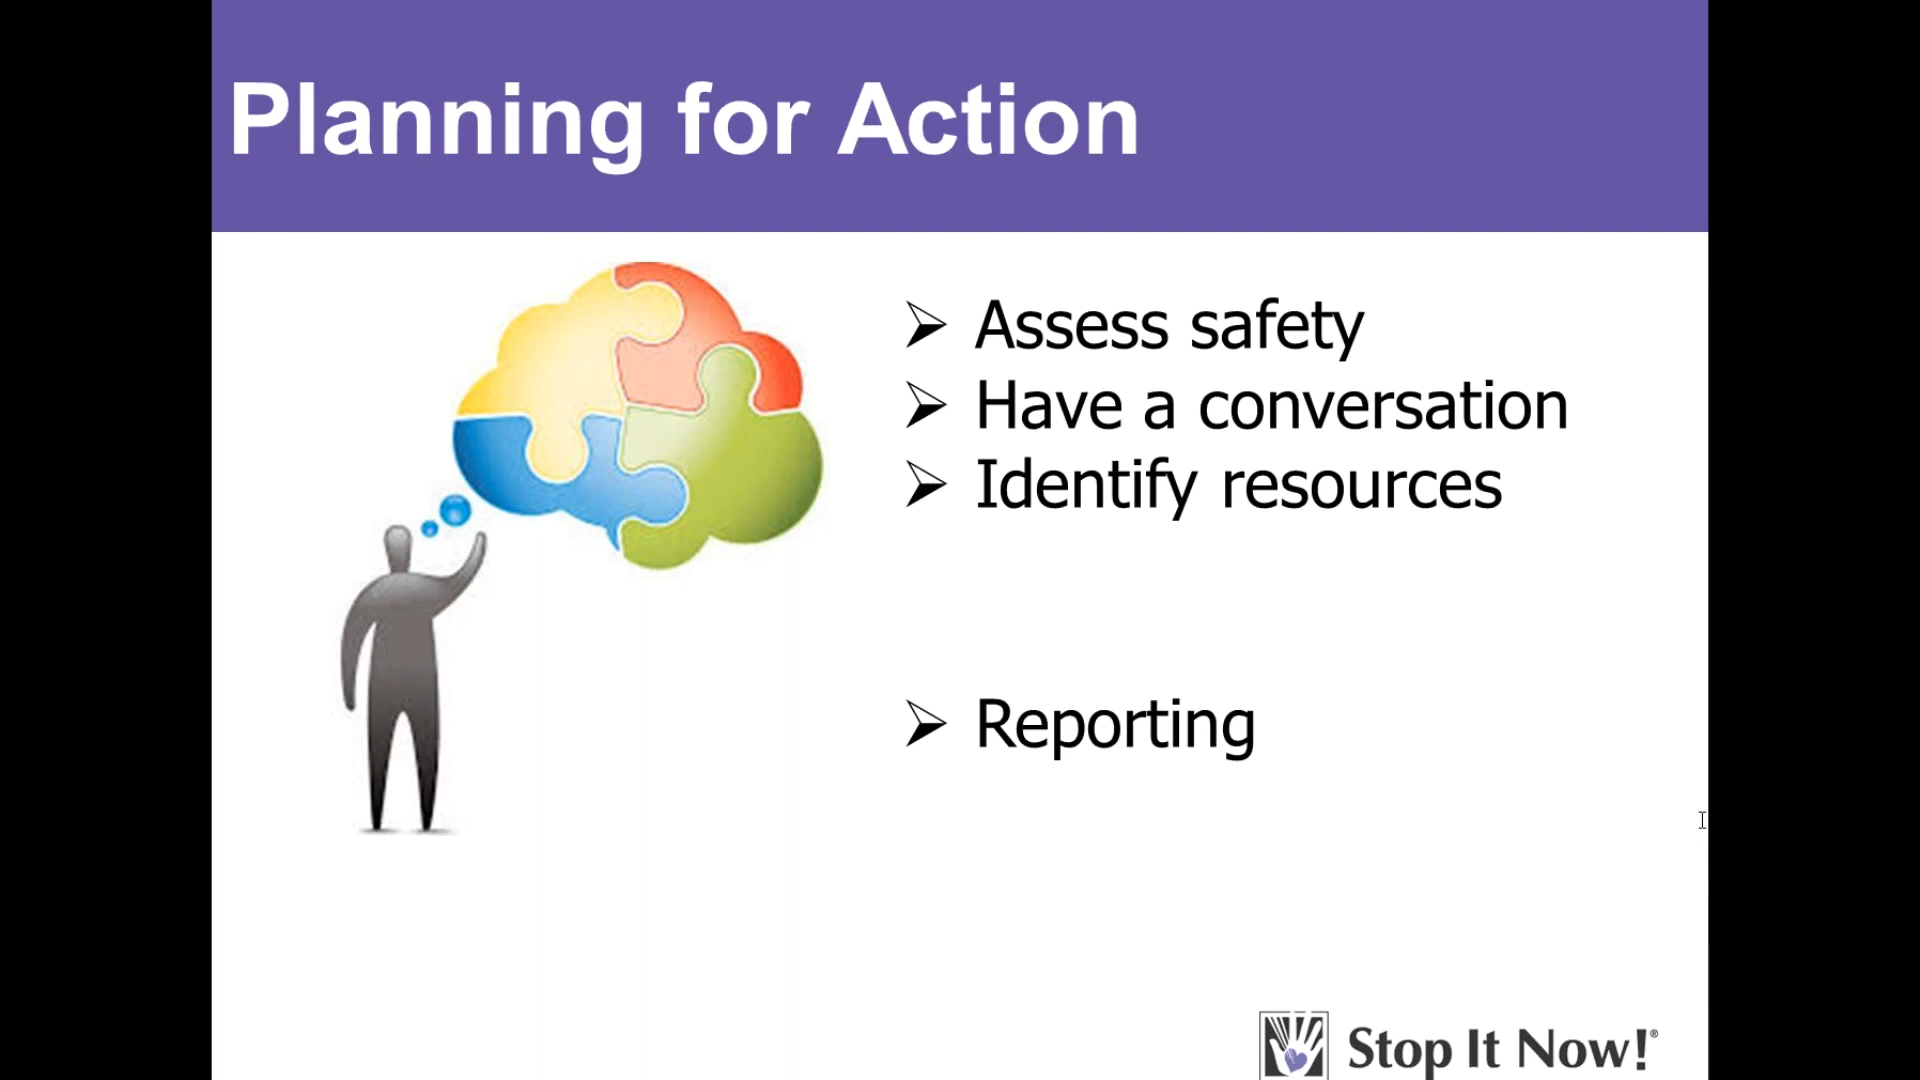 Planning for Action
➢ Assess safety
➢ Have a conversation
➢ Identify resources
➢ Reporting
Stop It Now!®